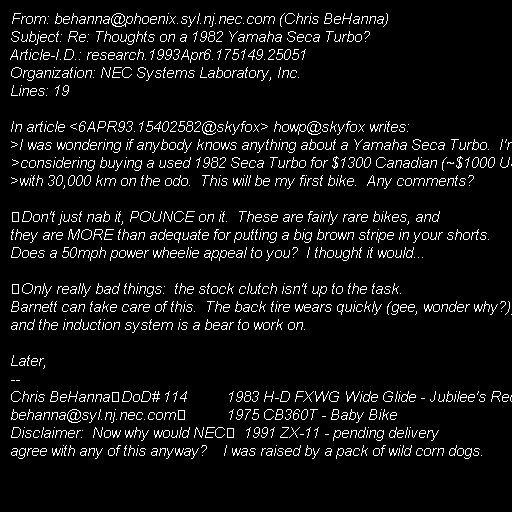 From: behanna@phoenix.syl.nj.nec.com (Chris BeHanna)
Subject: Re: Thoughts on a 1982 Yamaha Seca Turbo?
Article-I.D.: research.1993Apr6.175149.25051
Organization: NEC Systems Laboratory, Inc.
Lines: 19

In article <6APR93.15402582@skyfox> howp@skyfox writes:
>I was wondering if anybody knows anything about a Yamaha Seca Turbo.  I'm
>considering buying a used 1982 Seca Turbo for $1300 Canadian (~$1000 U
>with 30,000 km on the odo.  This will be my first bike.  Any comments?

Don't just nab it, POUNCE on it.  These are fairly rare bikes, and
they are MORE than adequate for putting a big brown stripe in your shorts.
Does a 50mph power wheelie appeal to you?  I thought it would...

Only really bad things:  the stock clutch isn't up to the task.
Barnett can take care of this.  The back tire wears quickly (gee, wonder why?),
and the induction system is a bear to work on.

Later,
--
Chris BeHanna DoD# 114 1983 H-D FXWG Wide Glide - Jubilee's Red
behanna@syl.nj.nec.com 1975 CB360T - Baby Bike
Disclaimer:  Now why would NEC 1991 ZX-11 - pending delivery
agree with any of this anyway?    I was raised by a pack of wild corn dogs.